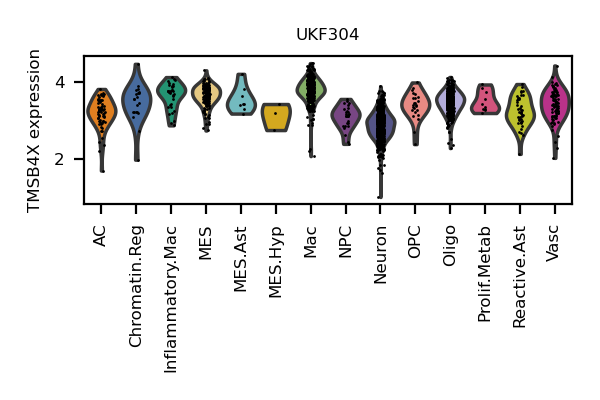 UKF304
TMSB4X expression
4
2
AC
Chromatin.Reg
Inflammatory.Mac
MES
MES.Ast
MES.Hyp
Mac
NPC
Neuron
OPC
Oligo
Prolif.Metab
Reactive.Ast
Vasc